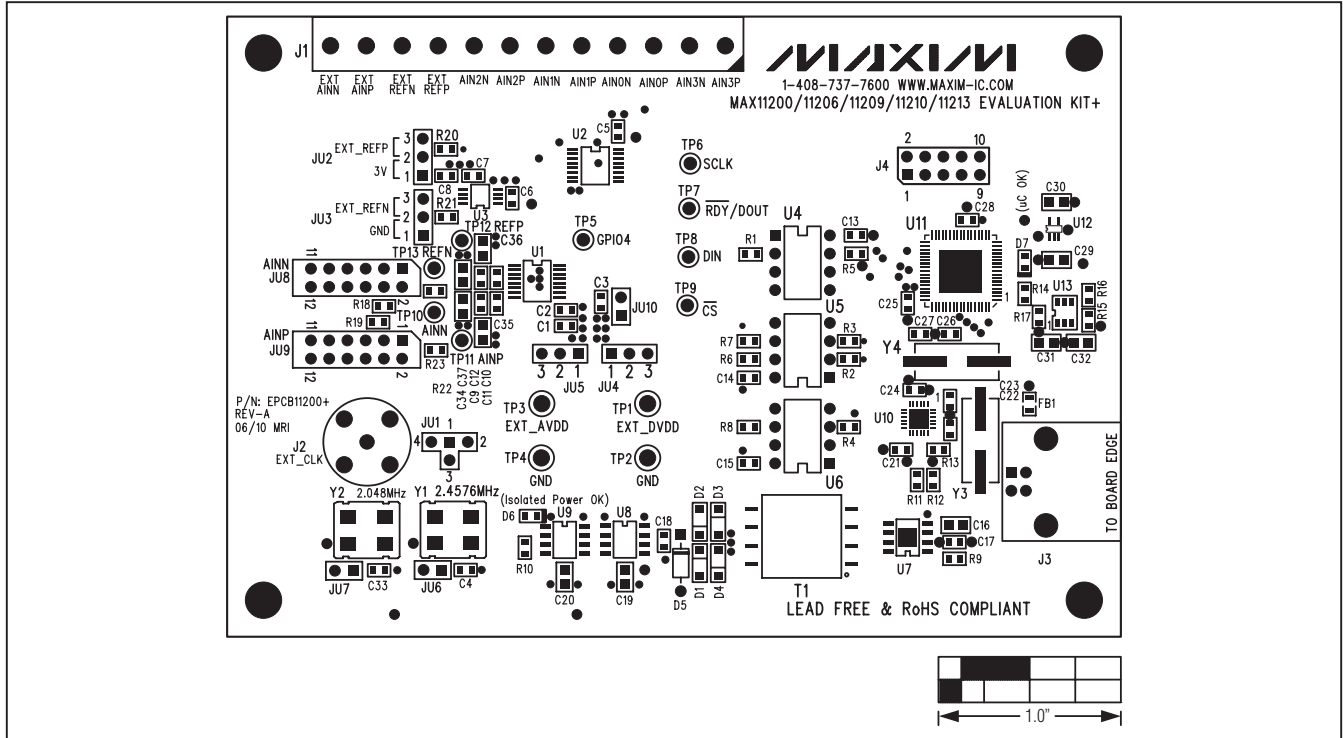 J1
EXT AINN
EXT AINP
EXT REFN
EXT REFP
AIN2N
AIN2P
AIN1N
AIN1P
AIN0N
AIN0P
AIN3N
AIN3P
MAXIM
1-408-737-7600 WWW.MAXIM-IC.COM
MAX11200/11206/11209/11210/11213 EVALUATION KIT+
JU2
EXT_REFP
3V
3
2
1
R20
C8
C7
JU3
EXT_REFN
GND
3
2
1
R21
U3
C6
U2
C5
TP6
SCLK
TP7
RDY/DOUT
TP8
DIN
TP9
CS
J4
2
10
1
9
(uC OK)
C30
U12
C29
C28
U11
1
D7
R14
R17
U13
1
R16
R15
C31
C32
TP12 REFP
C36
TP13 REFN
TP5
GPIO4
U1
AINN
JU8
11
1
12
2
R18
R19
TP10
AINN
AINP
JU9
11
1
12
2
R23
R22
C35
TP11 AINP
C34 C37
C9 C12
C11 C10
C3
C2
C1
JU10
3 2 1
JU5
1 2 3
JU4
U4
R1
C13
R5
U5
R7
R6
C14
R3
R2
R8
C15
R4
U6
C25
C27
C26
Y4
C24
U10
1
C23
C22
FB1
C21
R13
R11
R12
Y3
TO BOARD EDGE
J3
P/N: EPCB11200+
REV-A
06/10 MRI
J2
EXT_CLK
JU1
4
1
2
3
TP3
EXT_AVDD
TP1
EXT_DVDD
TP4
GND
TP2
GND
Y2 2.048MHz
Y1 2.4576MHz
JU7
C33
JU6
C4
(Isolated Power OK)
D6
U9
U8
R10
C20
C19
C18
D5
D2
D3
D1
D4
T1
U7
C16
C17
R9
LEAD FREE & RoHS COMPLIANT
1.0"